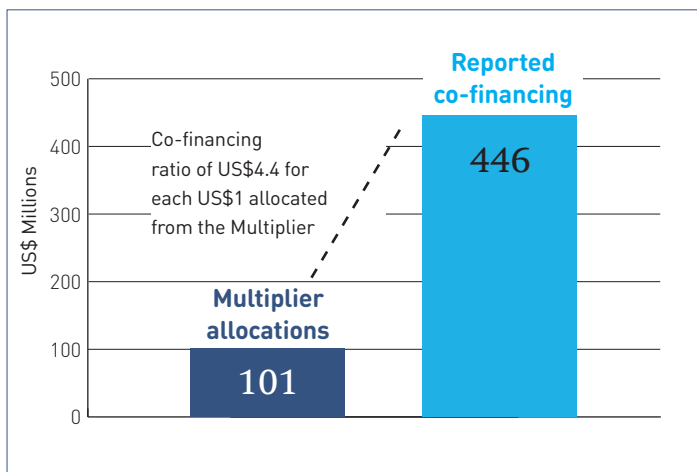 Reported
co-financing
500
400
300
200
100
0
US$ Millions
Co-financing
ratio of US$4.4 for
each US$1 allocated
from the Multiplier
446
Multiplier
allocations
101